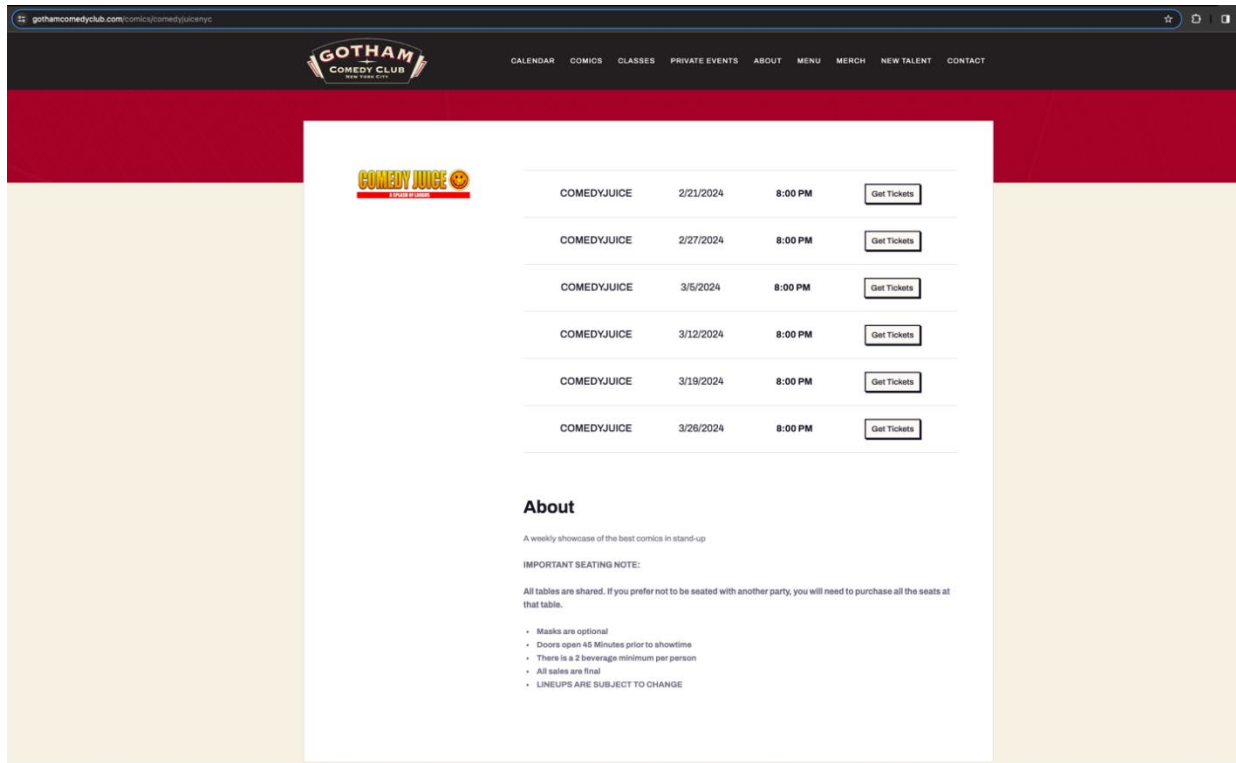 gothamcomedyclub.com/comics/comedyjuicenyc
GOTHAM
COMEDY CLUB
NEW YORK CITY
CALENDAR COMICS CLASSES PRIVATE EVENTS ABOUT MENU MERCH NEW TALENT CONTACT
COMEDY JUICE
A SPLASH OF LAUGHS
COMEDYJUICE 2/21/2024 8:00 PM Get Tickets
COMEDYJUICE 2/27/2024 8:00 PM Get Tickets
COMEDYJUICE 3/5/2024 8:00 PM Get Tickets
COMEDYJUICE 3/12/2024 8:00 PM Get Tickets
COMEDYJUICE 3/19/2024 8:00 PM Get Tickets
COMEDYJUICE 3/26/2024 8:00 PM Get Tickets
About
A weekly showcase of the best comics in stand-up
IMPORTANT SEATING NOTE:
All tables are shared. If you prefer not to be seated with another party, you will need to purchase all the seats at
that table.
• Masks are optional
• Doors open 45 Minutes prior to showtime
• There is a 2 beverage minimum per person
• All sales are final
• LINEUPS ARE SUBJECT TO CHANGE